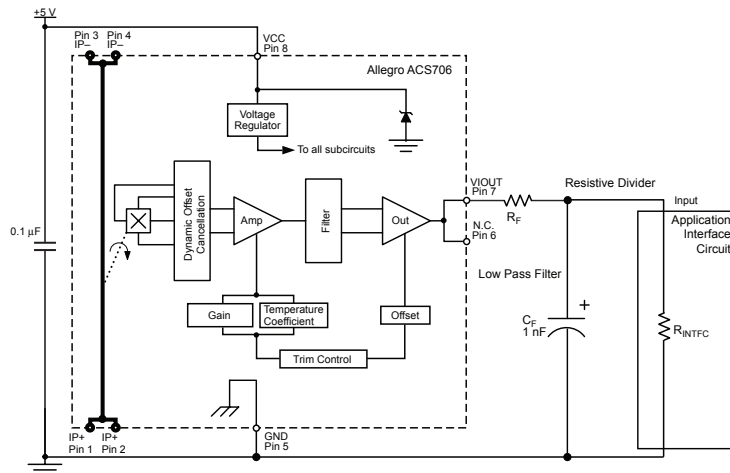 +5 V
Pin 3 Pin 4
IP– IP–
VCC
Pin 8
Allegro ACS706
Voltage
Regulator
To all subcircuits
0.1 µF
Dynamic Offset
Cancellation
Amp
Filter
Out
VIOUT
Pin 7
N.C.
Pin 6
RF
Resistive Divider
Input
Application
Interface
Circuit
Low Pass Filter
Gain
Temperature
Coefficient
Offset
Trim Control
CF
1 nF
+
RINTFC
IP+ IP+
Pin 1 Pin 2
GND
Pin 5